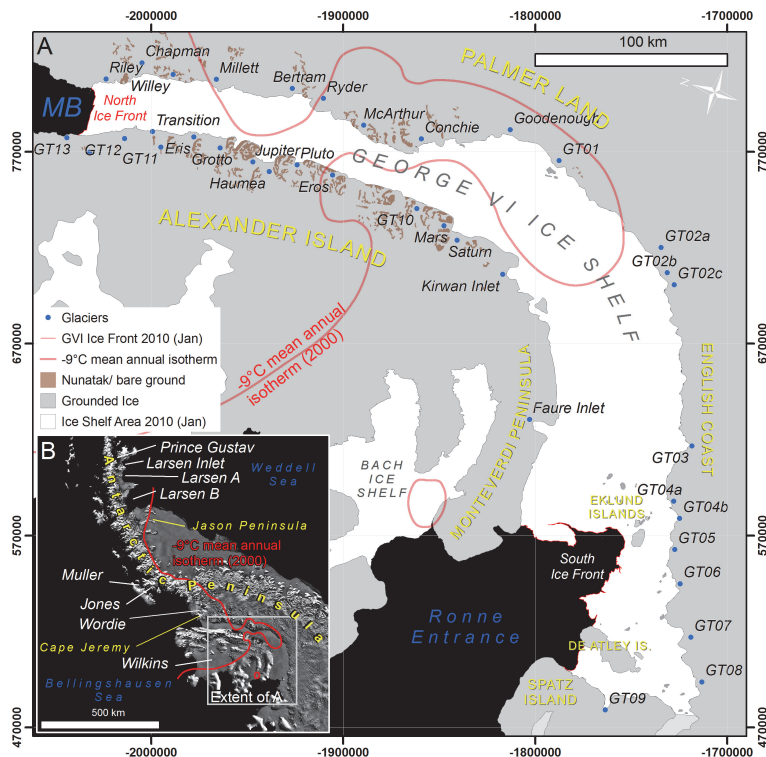 -2000000
-1900000
-1800000
-1700000
A
100 km
N
Chapman
Riley
Millett
Willey
Bertram
Ryder
PALMER LAND
MB
North
Ice Front
Transition
McArthur
Conchie
Goodenough
GT01
770000
770000
GT13
GT12
GT11
Eris
Grotto
Jupiter
Pluto
Haumea
Eros
GEORGE VI ICE SHELF
ALEXANDER ISLAND
GT10
Mars
Saturn
Kirwan Inlet
GT02a
GT02b
GT02c
Glaciers
GVI Ice Front 2010 (Jan)
-9°C mean annual isotherm
Nunatak/ bare ground
Grounded Ice
Ice Shelf Area 2010 (Jan)
-9°C mean annual
isotherm (2000)
670000
670000
ENGLISH COAST
MONTEVERDI PENINSULA
Faure Inlet
BACH
ICE
SHELF
GT03
GT04a
GT04b
EKLUND
ISLANDS
GT05
GT06
570000
570000
South
Ice Front
Ronne
Entrance
GT07
DE ATLEY IS.
GT08
SPATZ
ISLAND
GT09
B
Prince Gustav
Larsen Inlet
Larsen A
Larsen B
Weddell
Sea
Antarctic Peninsula
Jason Peninsula
-9°C mean annual
isotherm (2000)
Muller
Jones
Wordie
Cape Jeremy
Wilkins
Bellingshausen
Sea
Extent of A.
500 km
470000
470000
-2000000
-1900000
-1800000
-1700000